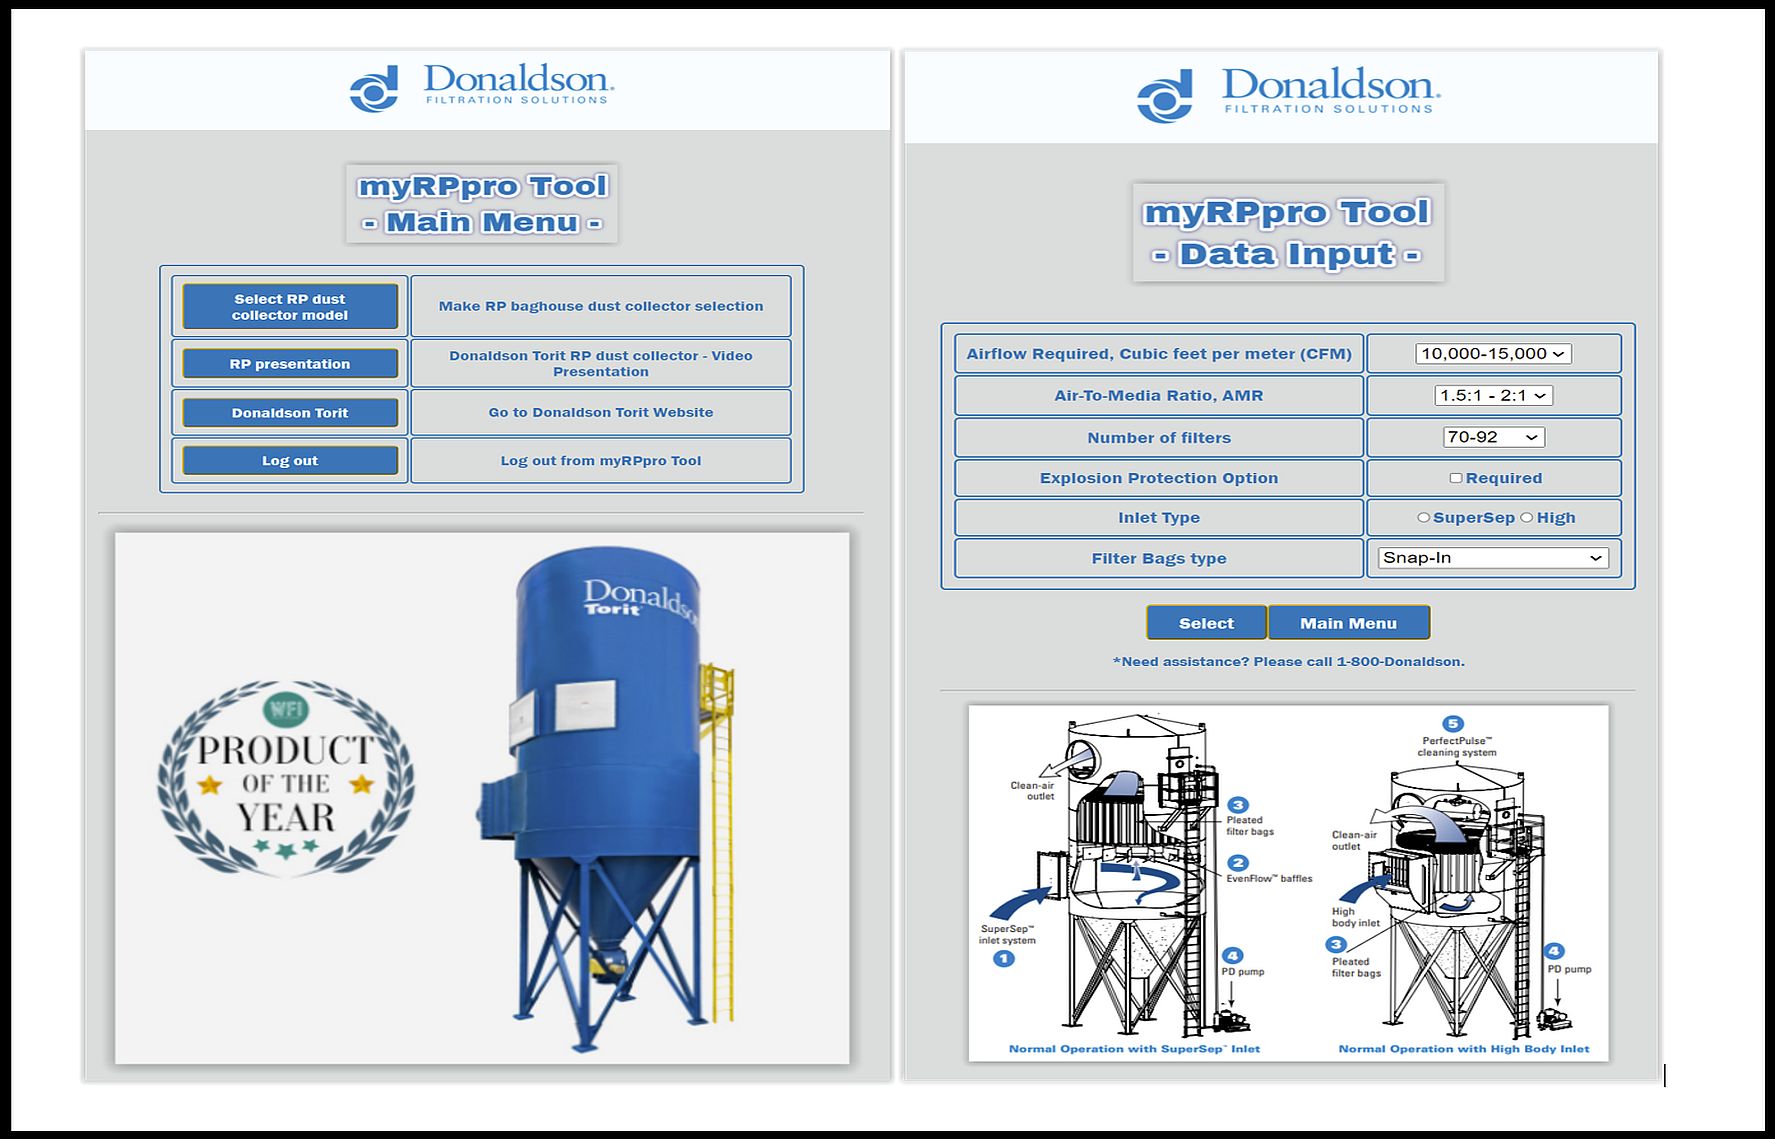 Donaldson.
FILTRATION SOLUTIONS
myRPpro Tool
- Main Menu -
Select RP dust
collector model
Make RP baghouse dust collector selection
RP presentation
Donaldson Torit RP dust collector - Video
Presentation
Donaldson Torit
Go to Donaldson Torit Website
Log out
Log out from myRPpro Tool
WFI
PRODUCT
OF THE
YEAR
Donaldson
Torit
Donaldson.
FILTRATION SOLUTIONS
myRPpro Tool
- Data Input -
Airflow Required, Cubic feet per meter (CFM)
10,000-15,000
Air-To-Media Ratio, AMR
1.5:1 - 2:1
Number of filters
70-92
Explosion Protection Option
Required
Inlet Type
SuperSep High
Filter Bags type
Snap-In
Select
Main Menu
*Need assistance? Please call 1-800-Donaldson.
Clean-air
outlet
3
Pleated
filter bags
2
EvenFlow™ baffles
SuperSep™
inlet system
1
4
PD pump
Normal Operation with SuperSep™ Inlet
5
PerfectPulse™
cleaning system
Clean-air
outlet
High
body inlet
3
Pleated
filter bags
4
PD pump
Normal Operation with High Body Inlet